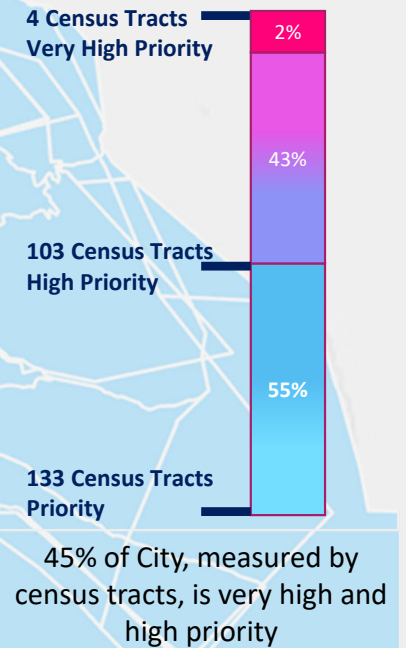 4 Census Tracts
Very High Priority
2%
43%
103 Census Tracts
High Priority
55%
133 Census Tracts
Priority
45% of City, measured by
census tracts, is very high and
high priority